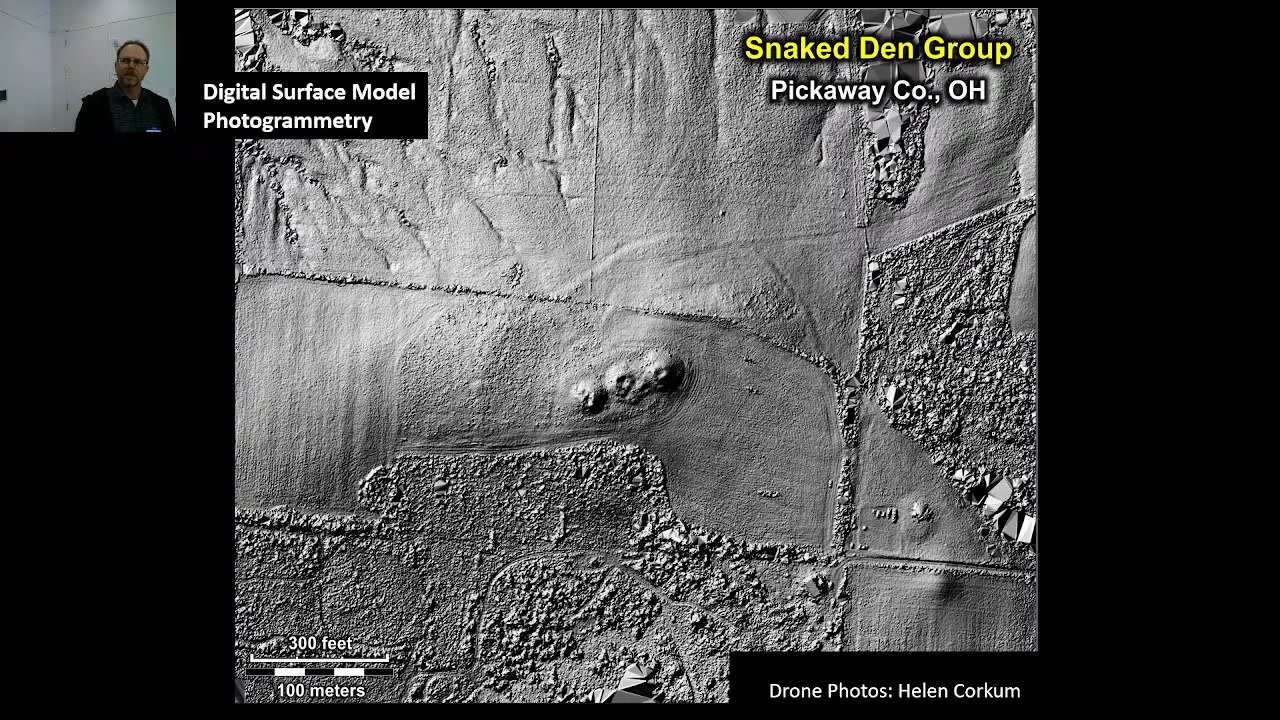 Snaked Den Group
Pickaway Co., OH
Digital Surface Model
Photogrammetry
300 feet
100 meters
Drone Photos: Helen Corkum